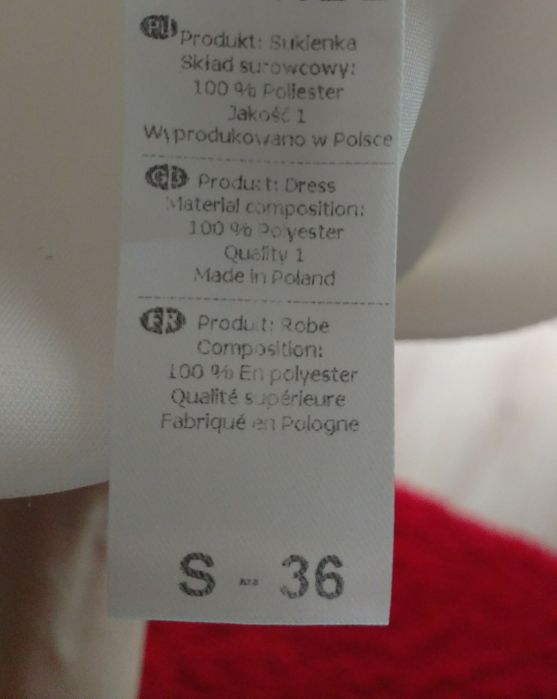 PL Produkt: Sukienka
Skład surowcowy:
100 % Poliester
Jakość 1
Wyprodukowano w Polsce
GB Product: Dress
Material composition:
100 % Polyester
Quality 1
Made in Poland
FR Produit: Robe
Composition:
100 % En polyester
Qualité supérieure
Fabriqué en Pologne
S - 36